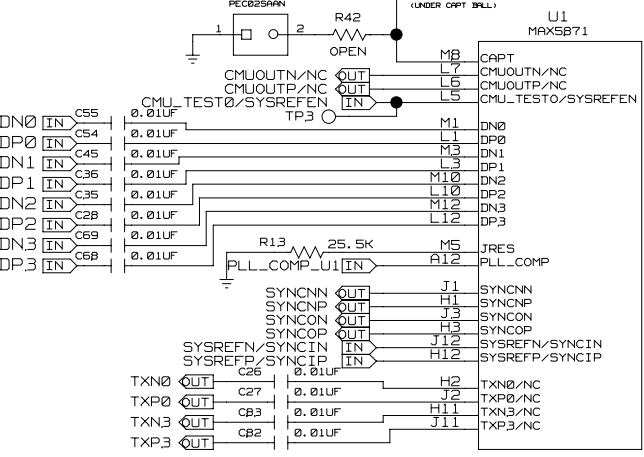 PEC02SAAN
(UNDER CAPT BALL)
1 2
R42
OPEN
U1
MAX5871
M8 CAPT
CMUOUTN/NC OUT L7 CMUOUTN/NC
CMUOUTP/NC OUT L6 CMUOUTP/NC
CMU_TEST0/SYSREFEN IN L5 CMU_TEST0/SYSREFEN
TP3
DN0 IN C55 0.01UF M1 DN0
DP0 IN C54 0.01UF L1 DP0
DN1 IN C45 0.01UF M3 DN1
DP1 IN C36 0.01UF L3 DP1
DN2 IN C35 0.01UF M10 DN2
DP2 IN C28 0.01UF L10 DP2
DN3 IN C69 0.01UF M12 DN3
DP3 IN C68 0.01UF L12 DP3
R13 25.5K M5 JRES
PLL_COMP_U1 IN A12 PLL_COMP
SYNCNN OUT J1 SYNCNN
SYNCNP OUT H1 SYNCNP
SYNCON OUT J3 SYNCON
SYNCOP OUT H3 SYNCOP
SYSREFN/SYNCIN IN J12 SYSREFN/SYNCIN
SYSREFP/SYNCIP IN H12 SYSREFP/SYNCIP
TXN0 OUT C26 0.01UF H2 TXN0/NC
TXP0 OUT C27 0.01UF J2 TXP0/NC
TXN3 OUT C83 0.01UF H11 TXN3/NC
TXP3 OUT C82 0.01UF J11 TXP3/NC